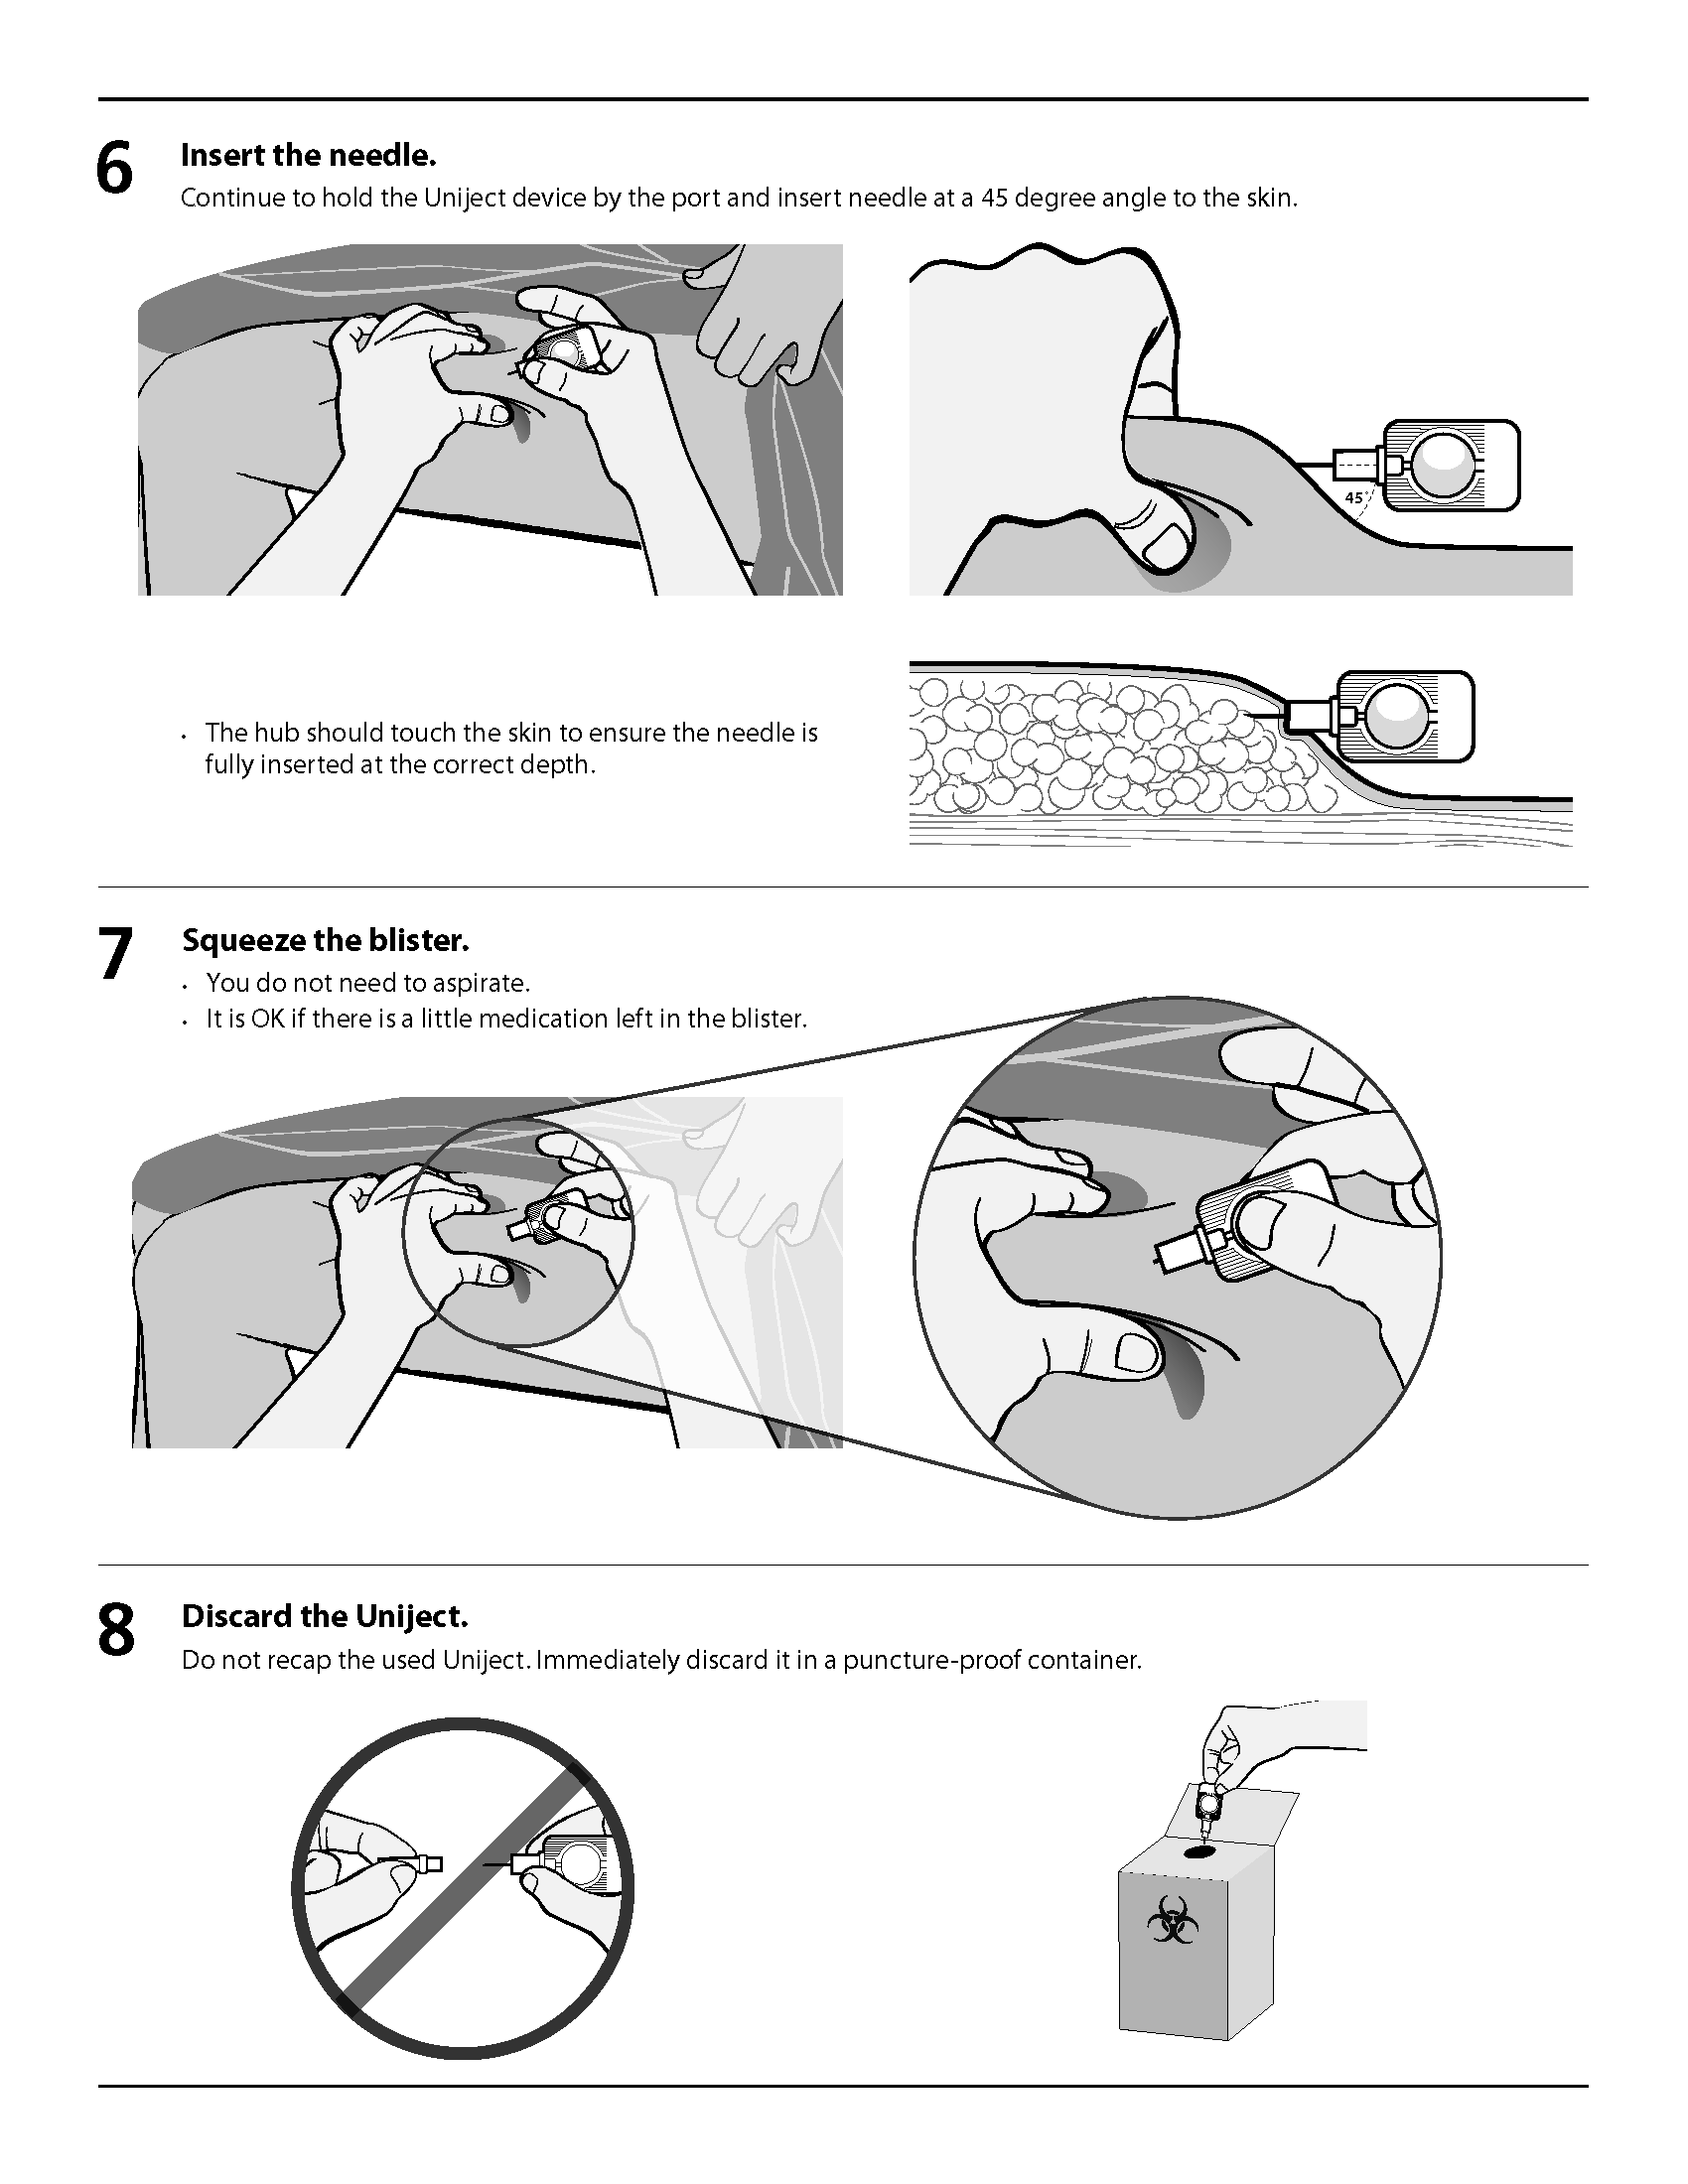 6
Insert the needle.
Continue to hold the Uniject device by the port and insert needle at a 45 degree angle to the skin.
45°
• The hub should touch the skin to ensure the needle is
fully inserted at the correct depth.
7
Squeeze the blister.
• You do not need to aspirate.
• It is OK if there is a little medication left in the blister.
8
Discard the Uniject.
Do not recap the used Uniject. Immediately discard it in a puncture-proof container.